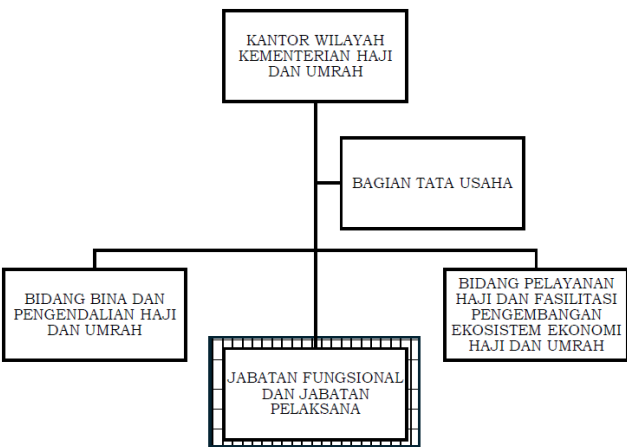 KANTOR WILAYAH
KEMENTERIAN HAJI
DAN UMRAH
BAGIAN TATA USAHA
BIDANG BINA DAN
PENGENDALIAN HAJI
DAN UMRAH
BIDANG PELAYANAN
HAJI DAN FASILITASI
PENGEMBANGAN
EKOSISTEM EKONOMI
HAJI DAN UMRAH
JABATAN FUNGSIONAL
DAN JABATAN
PELAKSANA